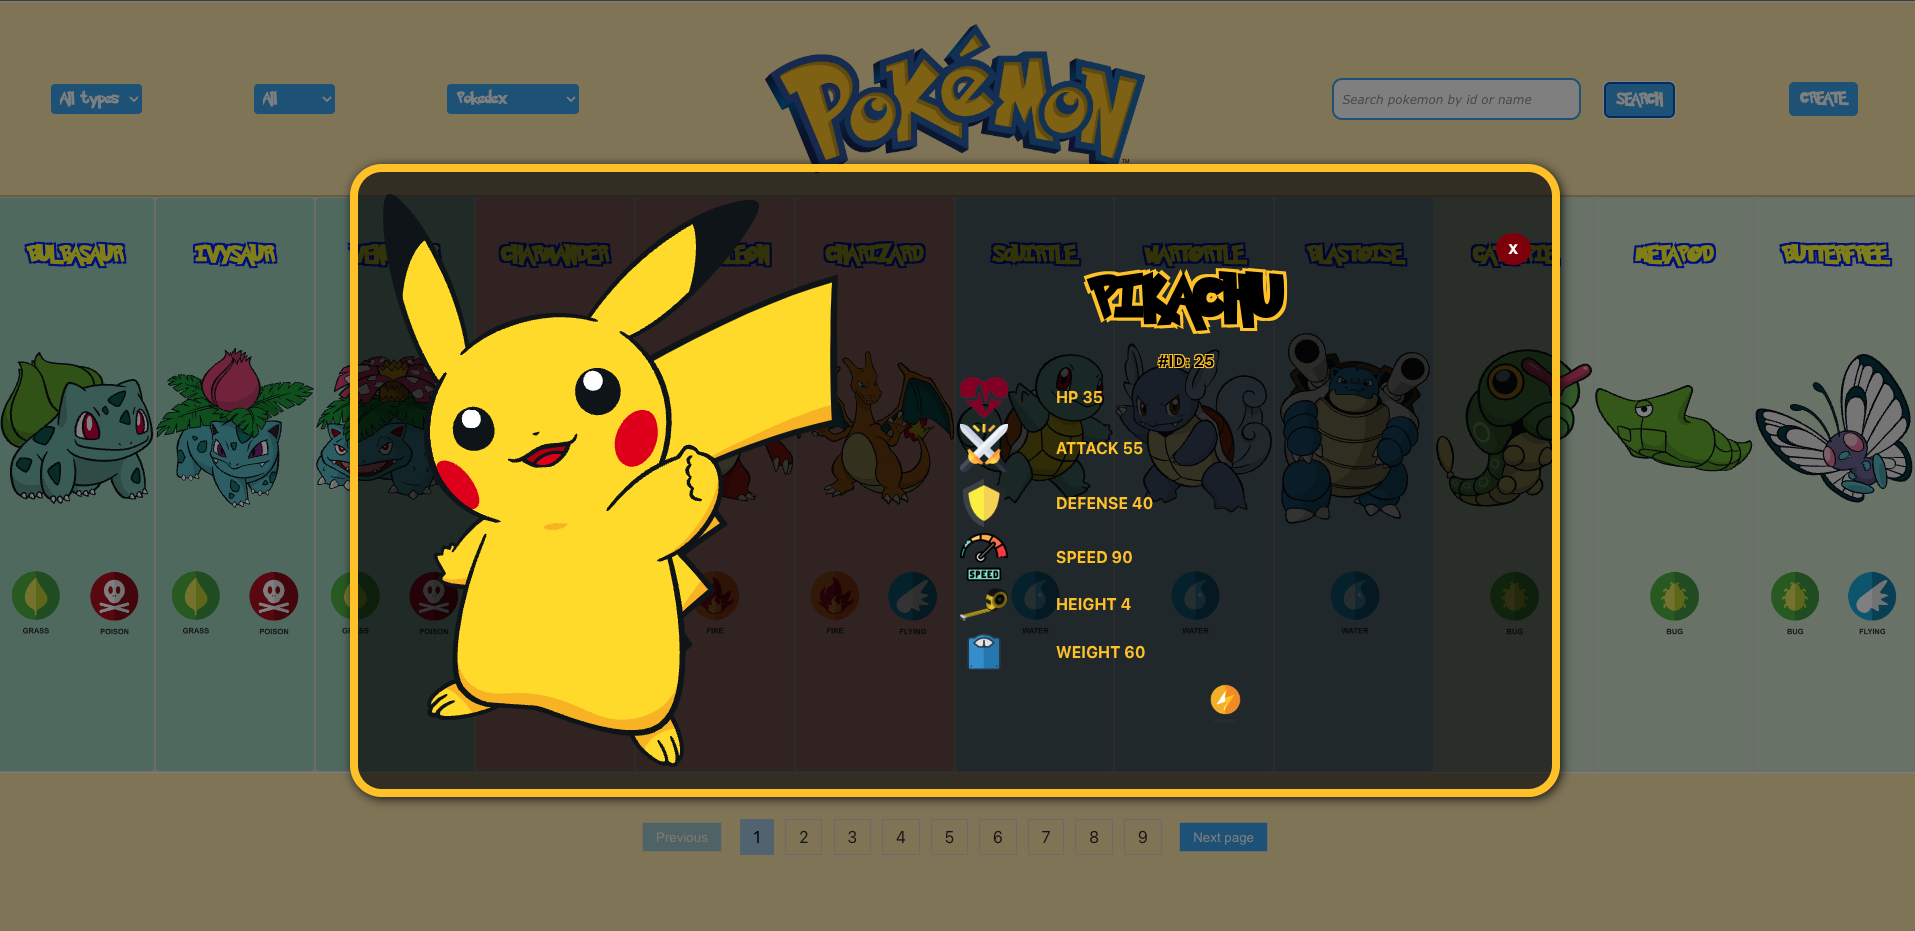 All types
All
Pokedex
POKéMON
TM
Search pokemon by id or name
SEARCH
CREATE
BULBASAUR
IVYSAUR
CHARMANDER
CHARIZARD
SQUIRTLE
WARTORTLE
BLASTOISE
METAPOD
BUTTERFREE
X
PIKACHU
#ID: 25
HP 35
ATTACK 55
DEFENSE 40
SPEED
SPEED 90
HEIGHT 4
WEIGHT 60
GRASS
POISON
GRASS
POISON
POISON
FIRE
FIRE
FLYING
WATER
WATER
WATER
BUG
BUG
BUG
FLYING
Previous
1
2
3
4
5
6
7
8
9
Next page